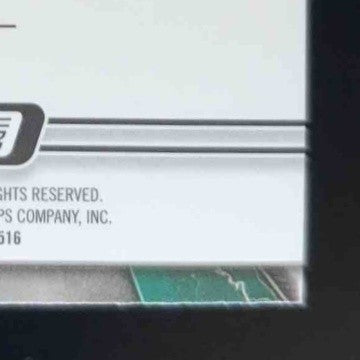 GHTS RESERVED.
PS COMPANY, INC.
516